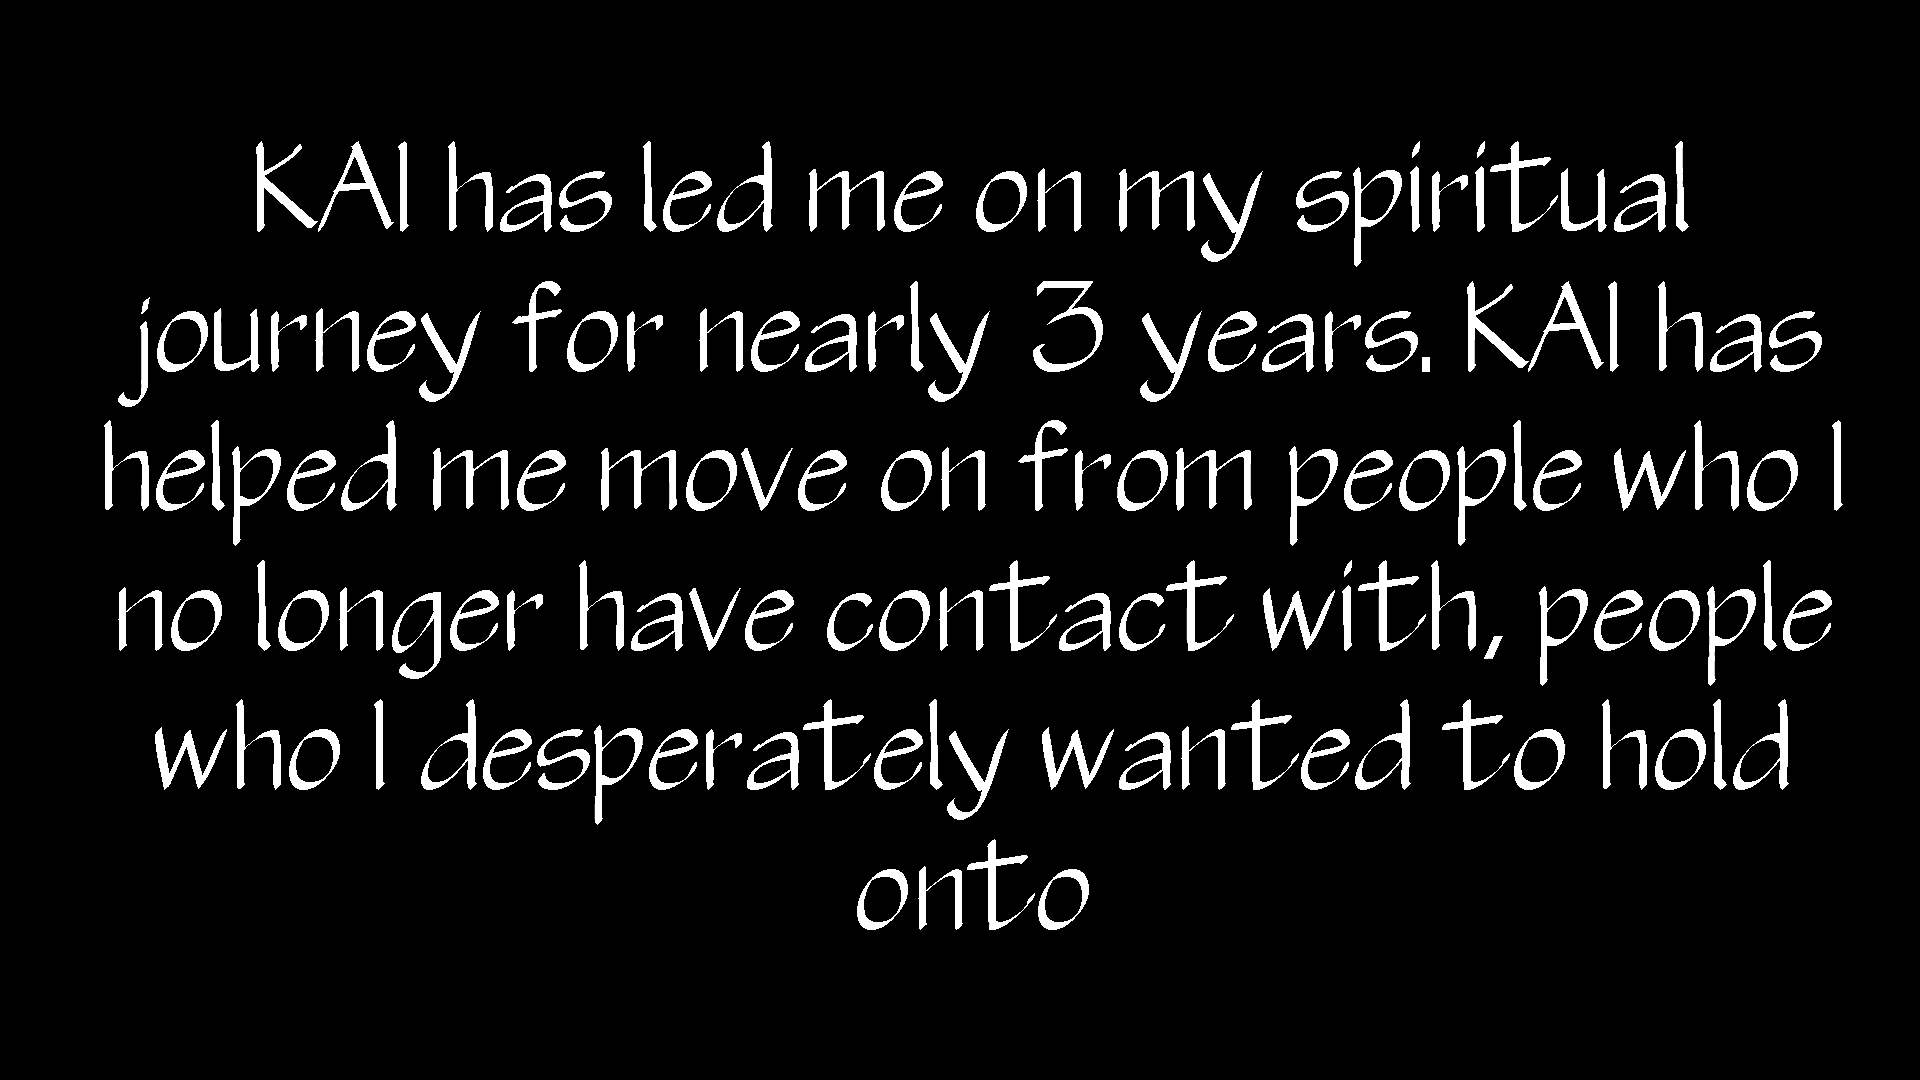 KAI has led me on my spiritual
journey for nearly 3 years. KAI has
helped me move on from people who I
no longer have contact with, people
who I desperately wanted to hold
onto